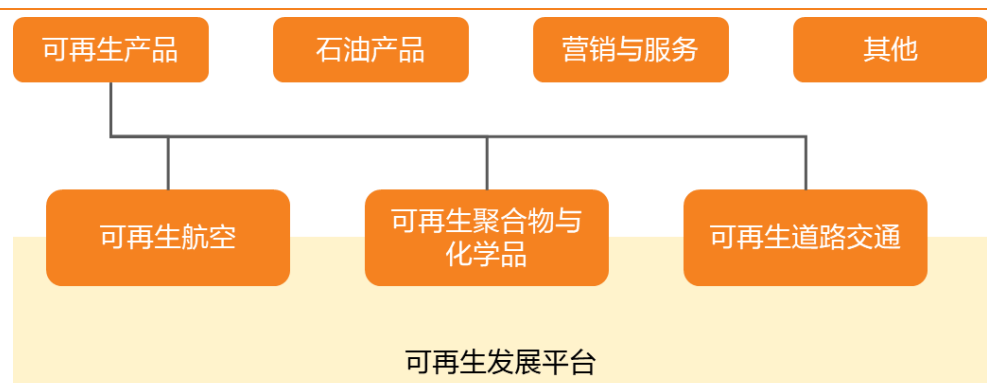 可再生产品
石油产品
营销与服务
其他
可再生航空
可再生聚合物与
化学品
可再生道路交通
可再生发展平台